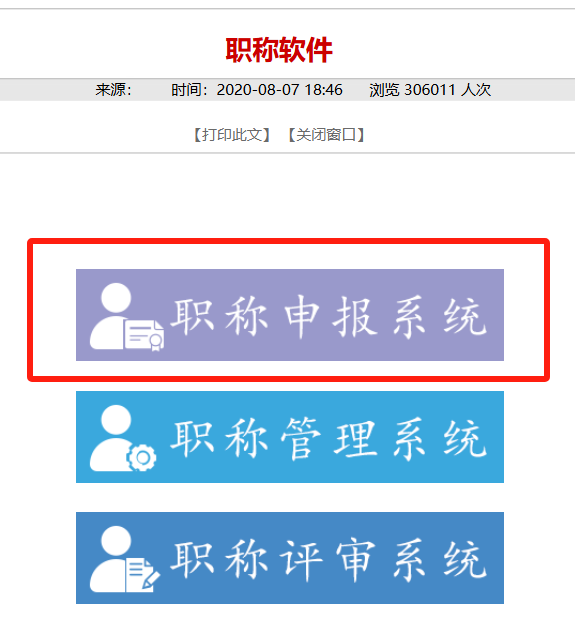 职称软件
来源： 时间：2020-08-07 18:46 浏览 306011 人次
【打印此文】 【关闭窗口】
职称申报系统
职称管理系统
职称评审系统